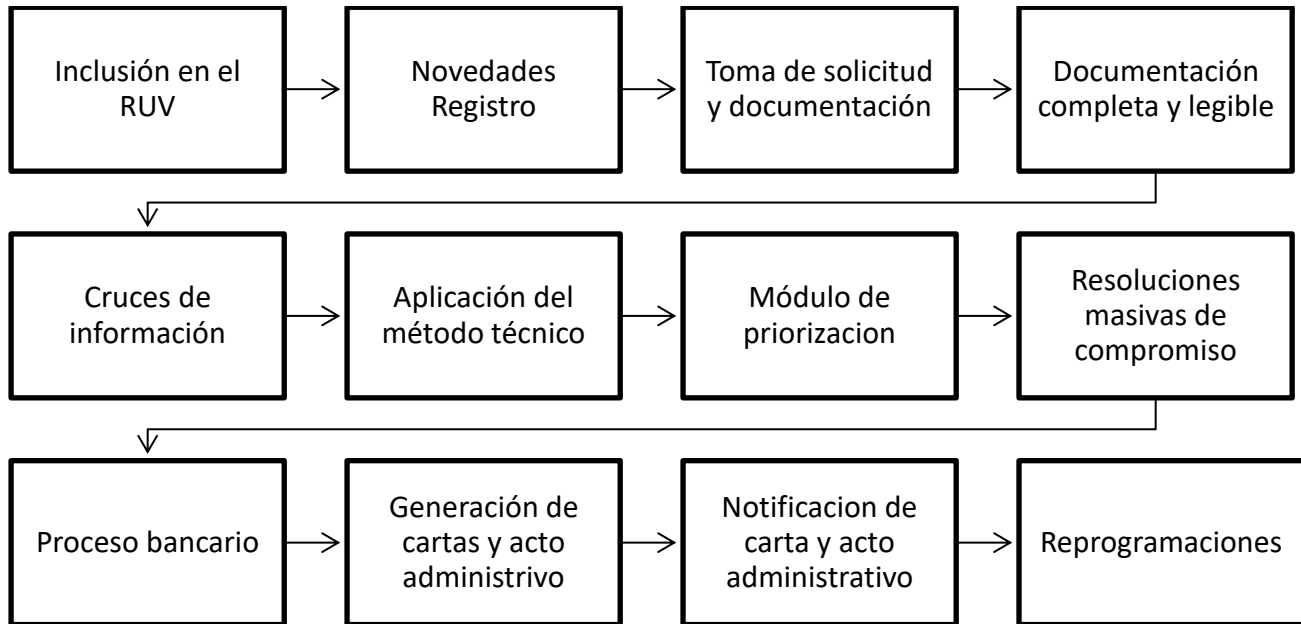 Inclusión en el
RUV
Novedades
Registro
Toma de solicitud
y documentación
Documentación
completa y legible
Cruces de
información
Aplicación del
método técnico
Módulo de
priorizacion
Resoluciones
masivas de
compromiso
Proceso bancario
Generación de
cartas y acto
administrivo
Notificacion de
carta y acto
administrativo
Reprogramaciones